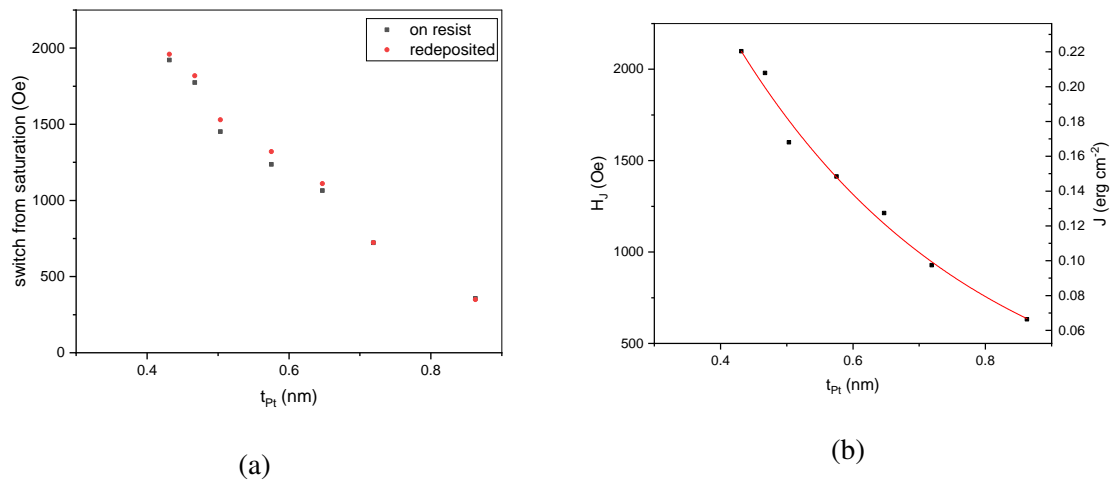 on resist
redeposited
switch from saturation (Oe)
2000
1500
1000
500
0
0.4
0.6
0.8
t_Pt (nm)
(a)
H_J (Oe)
2000
1500
1000
500
0.4
0.6
0.8
t_Pt (nm)
0.22
0.20
0.18
0.16
0.14
0.12
0.10
0.08
0.06
J (erg cm⁻²)
(b)